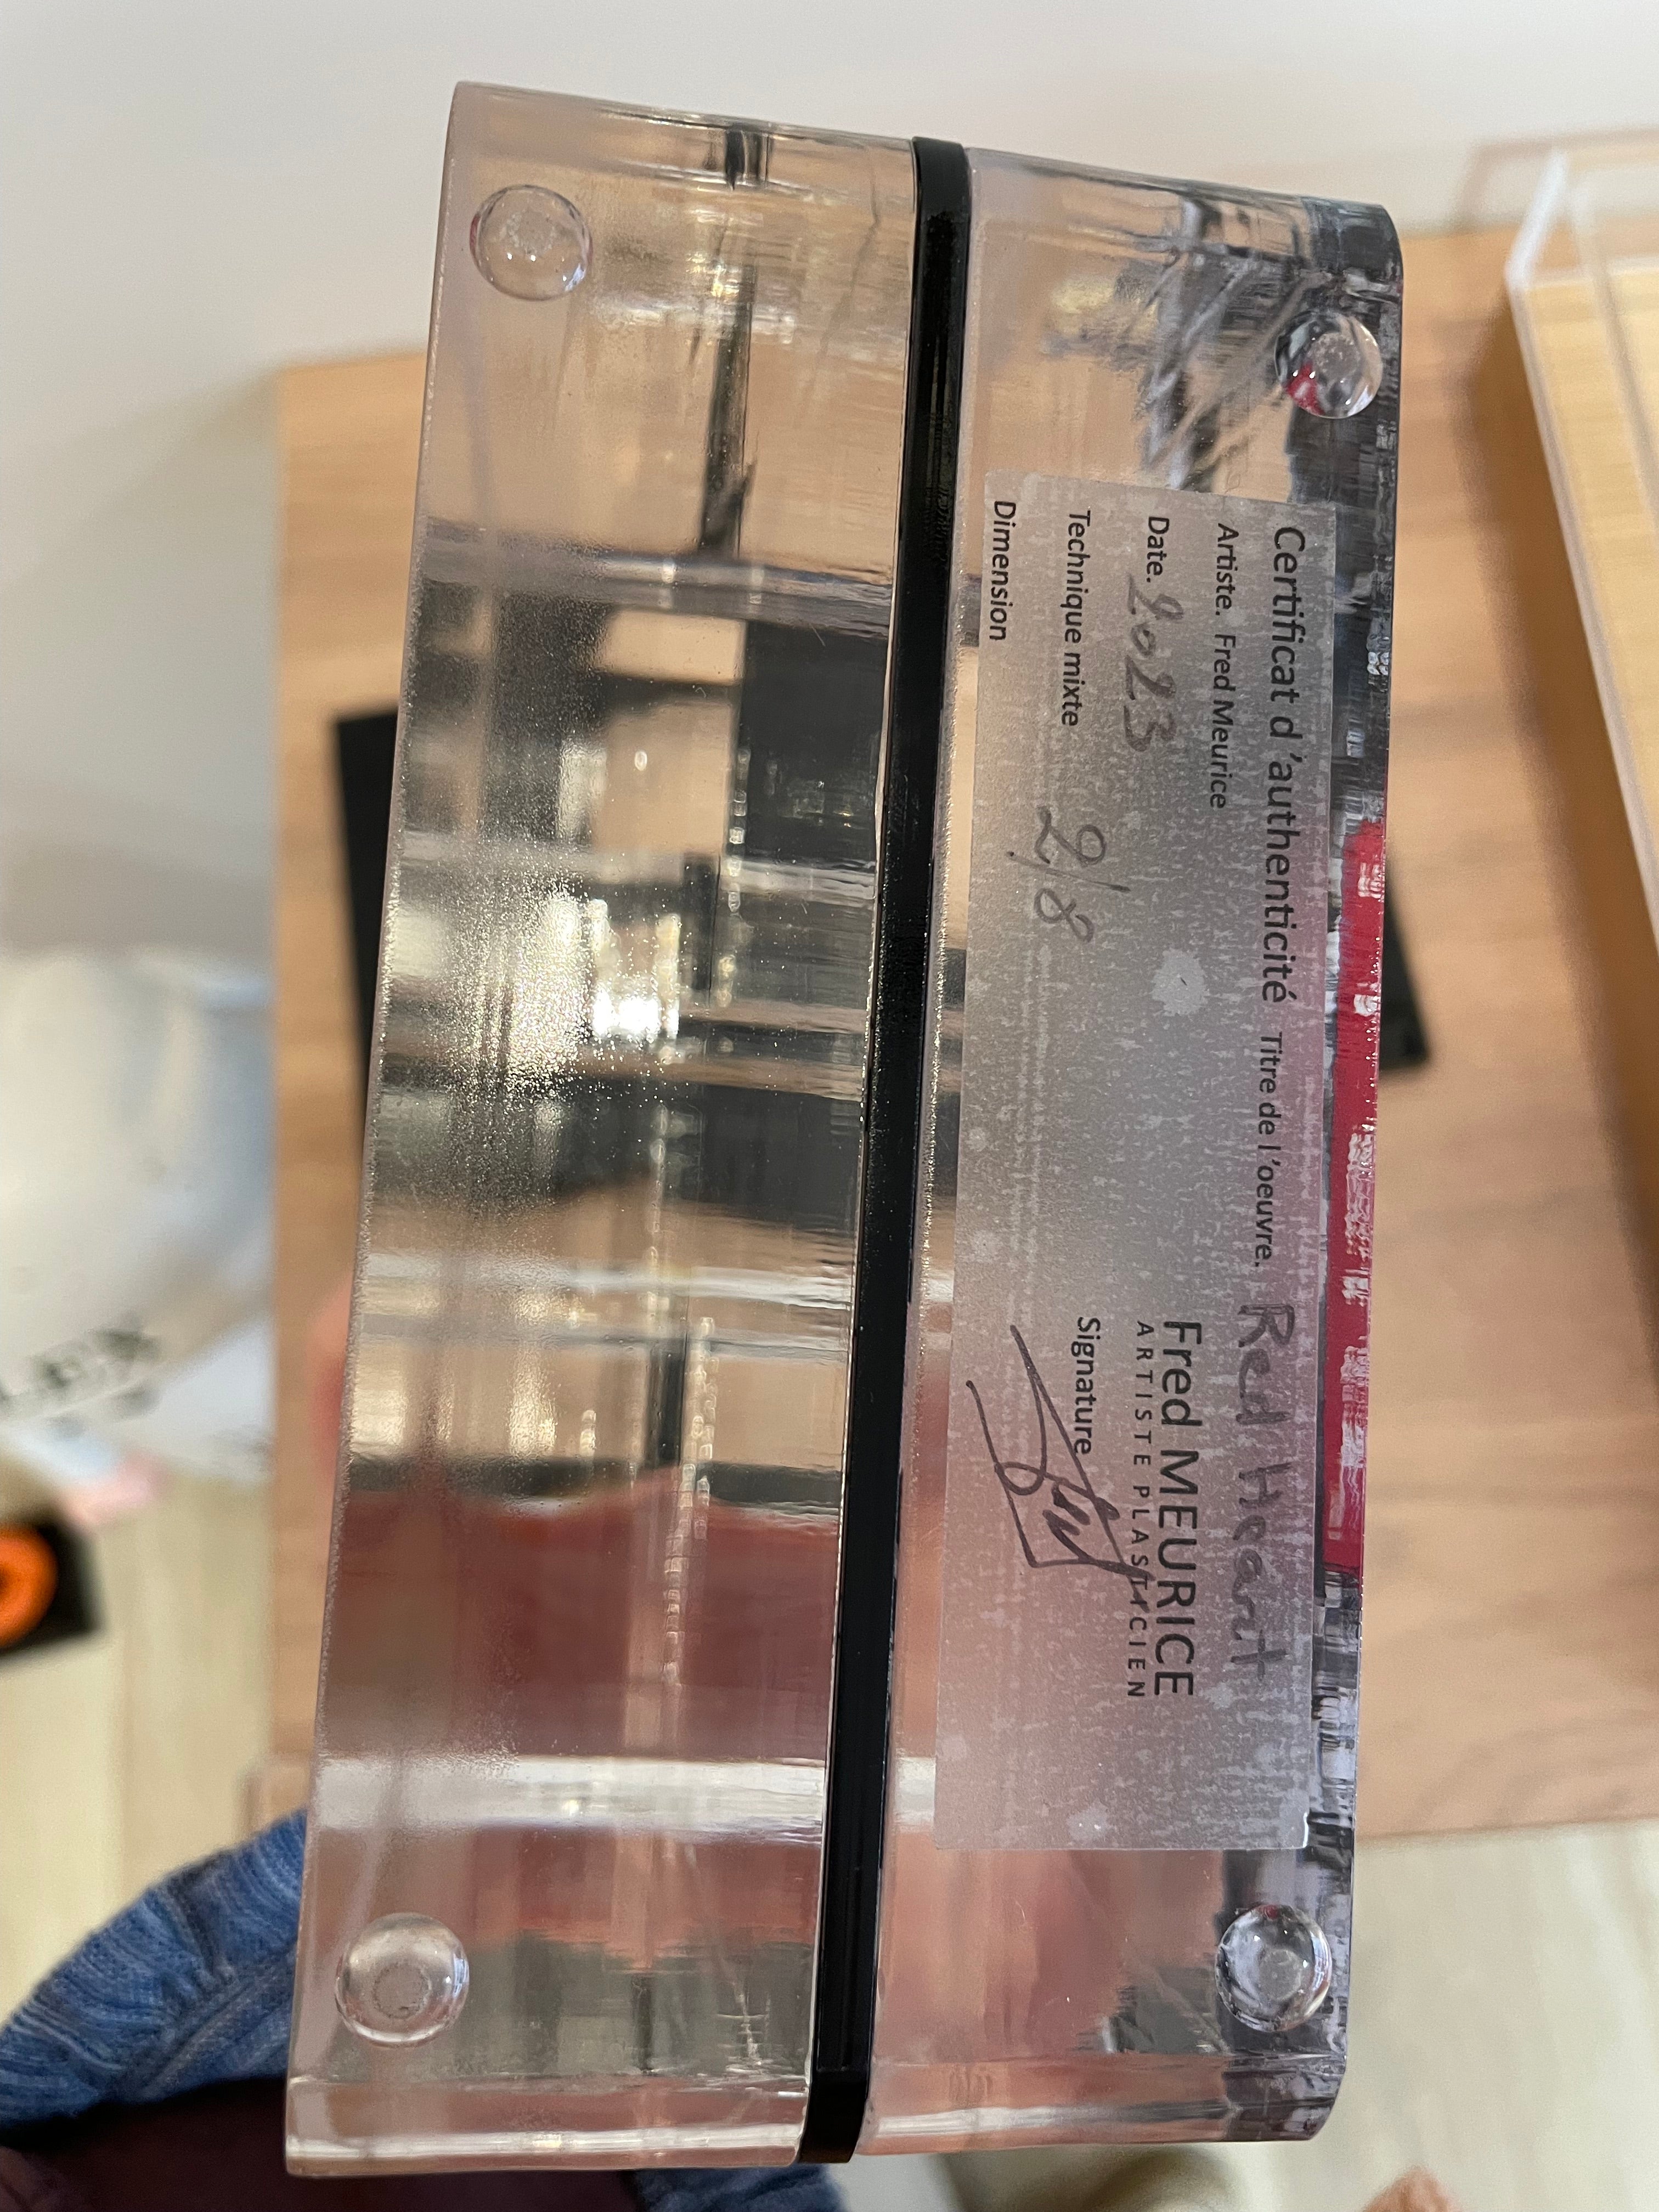 Certificat d'authenticité Titre de l'oeuvre. Red Heart
Artiste. Fred Meurice
Date. 2023
Technique mixte 2/8
Dimension
Fred MEURICE
ARTISTE PLASTICIEN
Signature